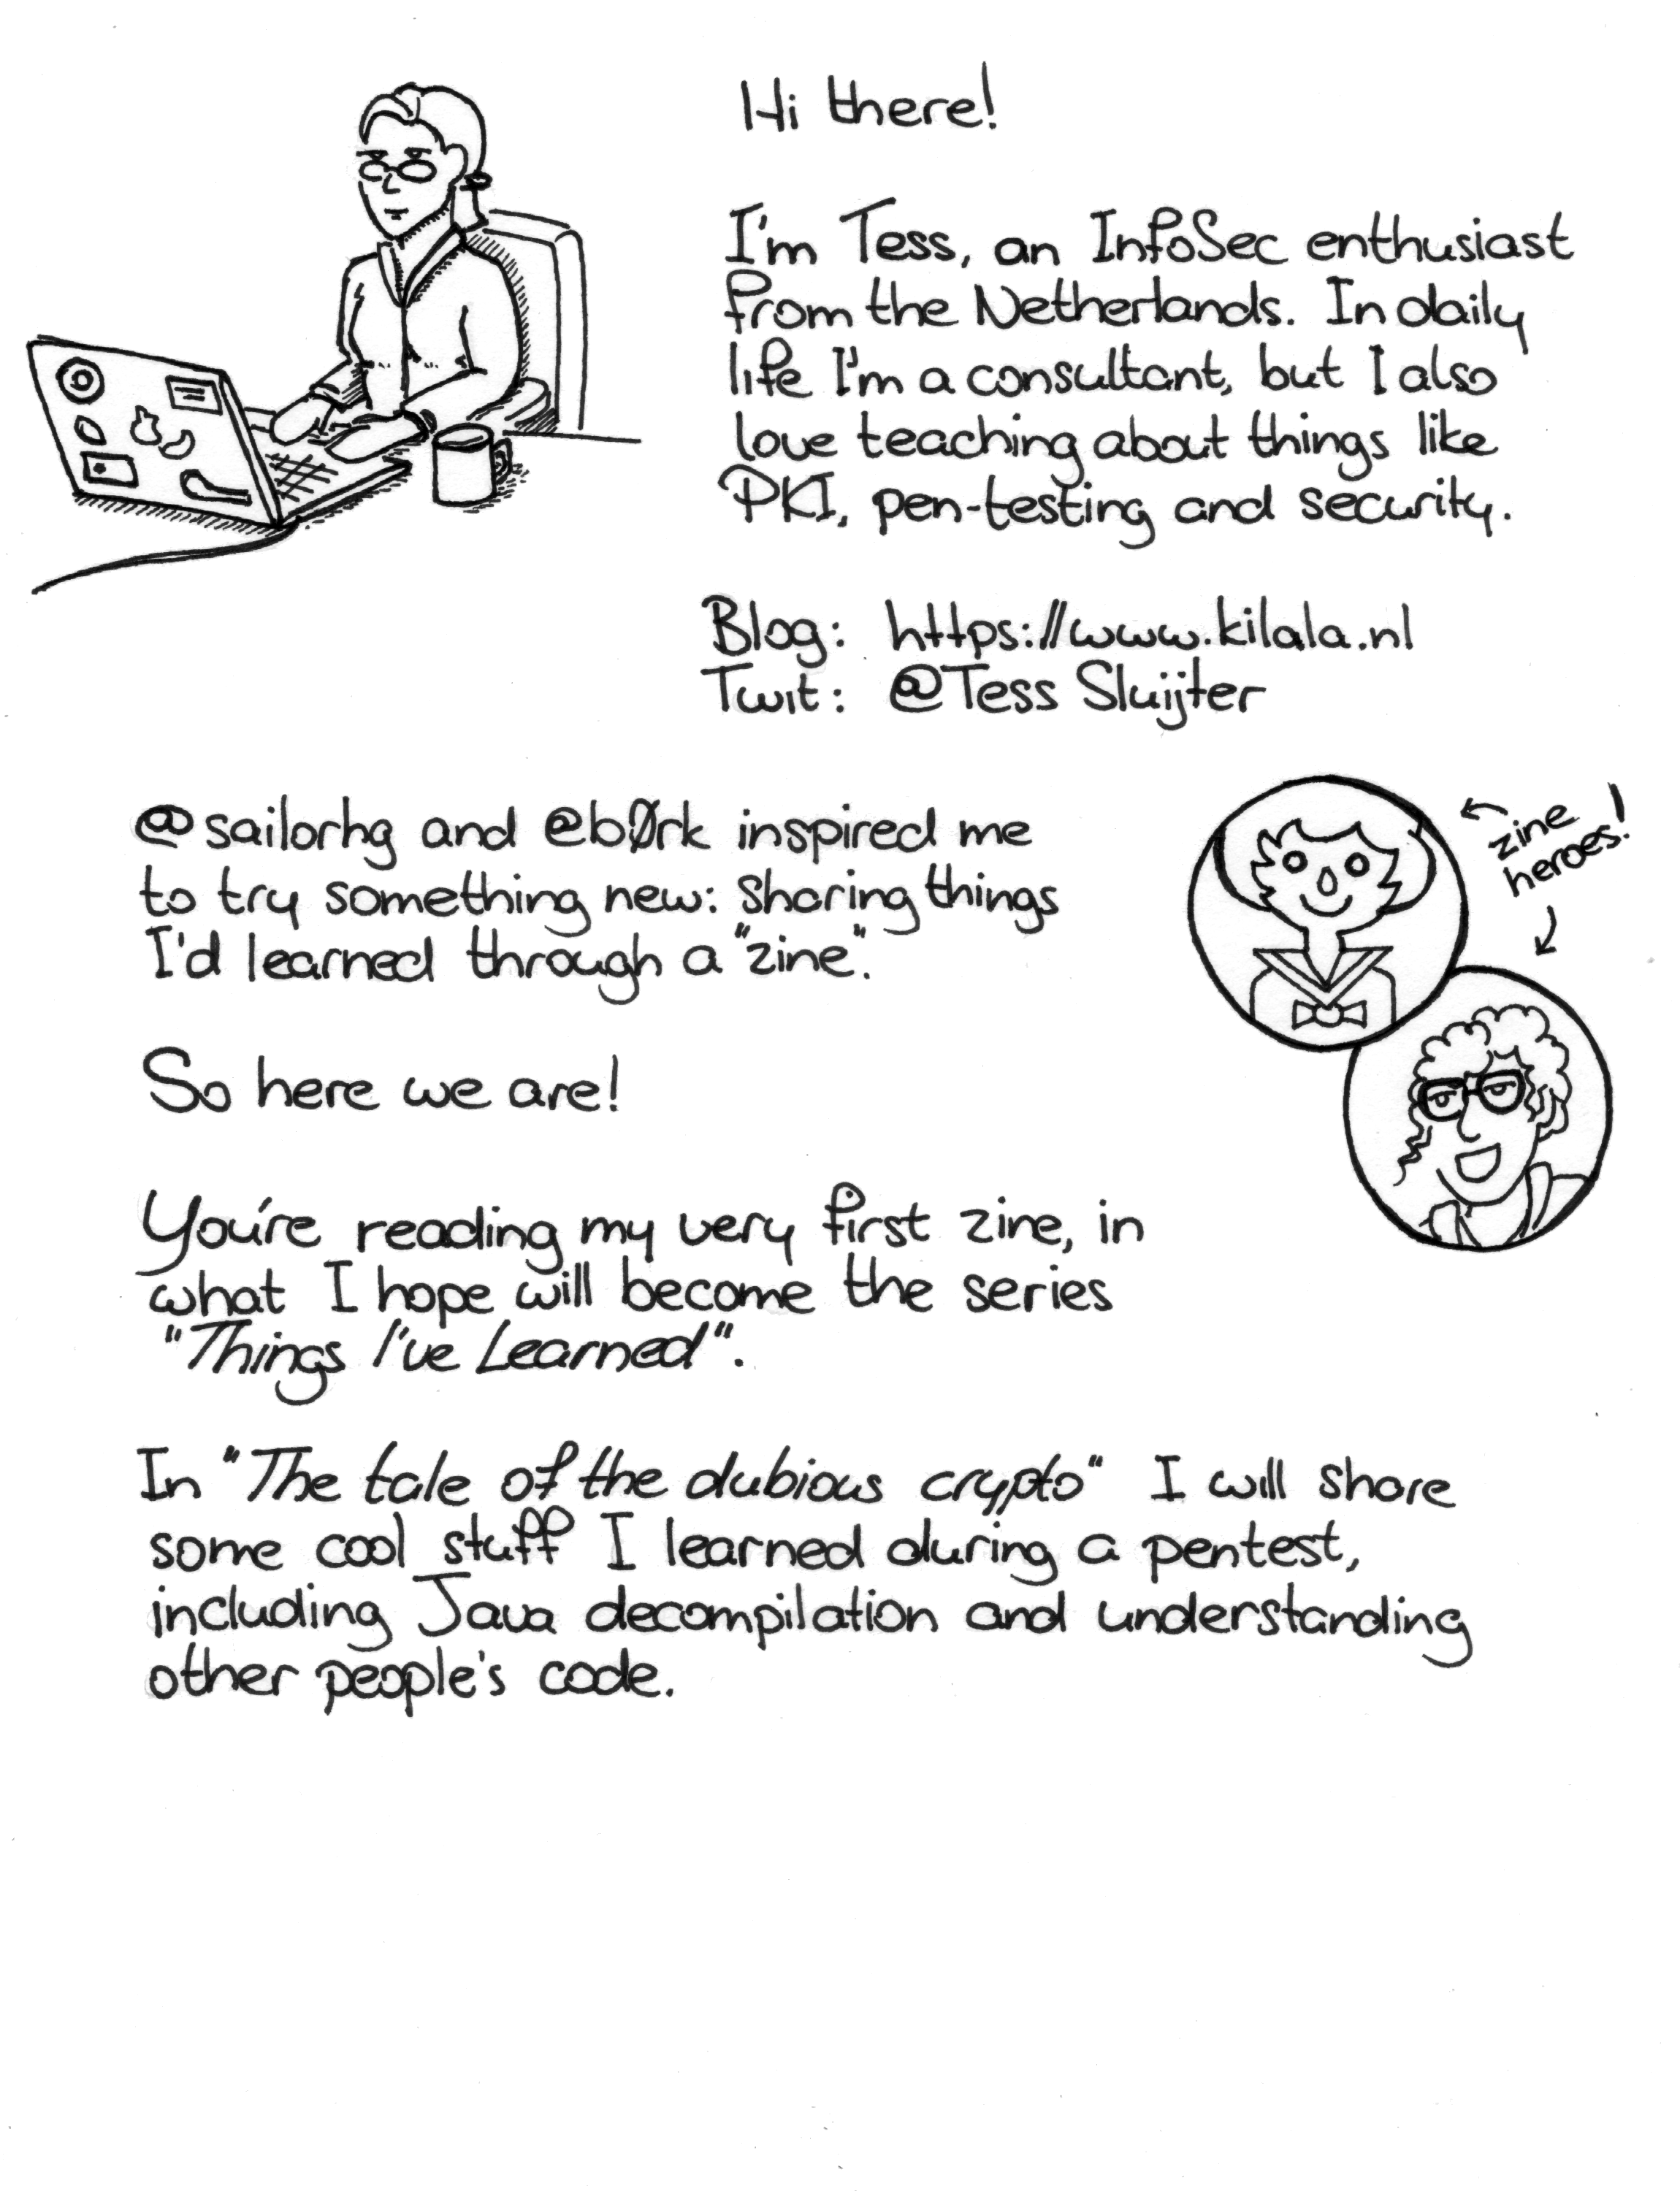 Hi there!
I'm Tess, an InfoSec enthusiast
from the Netherlands. In daily
life I'm a consultant, but I also
love teaching about things like
PKI, pen-testing and security.
Blog: https://www.kilala.nl
Twit: @Tess Sluijter
@sailorhg and @bØrk inspired me
to try something new: sharing things
I'd learned through a "zine".
zine
heroes!
So here we are!
You're reading my very first zine, in
what I hope will become the series
"Things I've Learned".
In "The tale of the dubious crypto" I will share
some cool stuff I learned during a pentest,
including Java decompilation and understanding
other people's code.